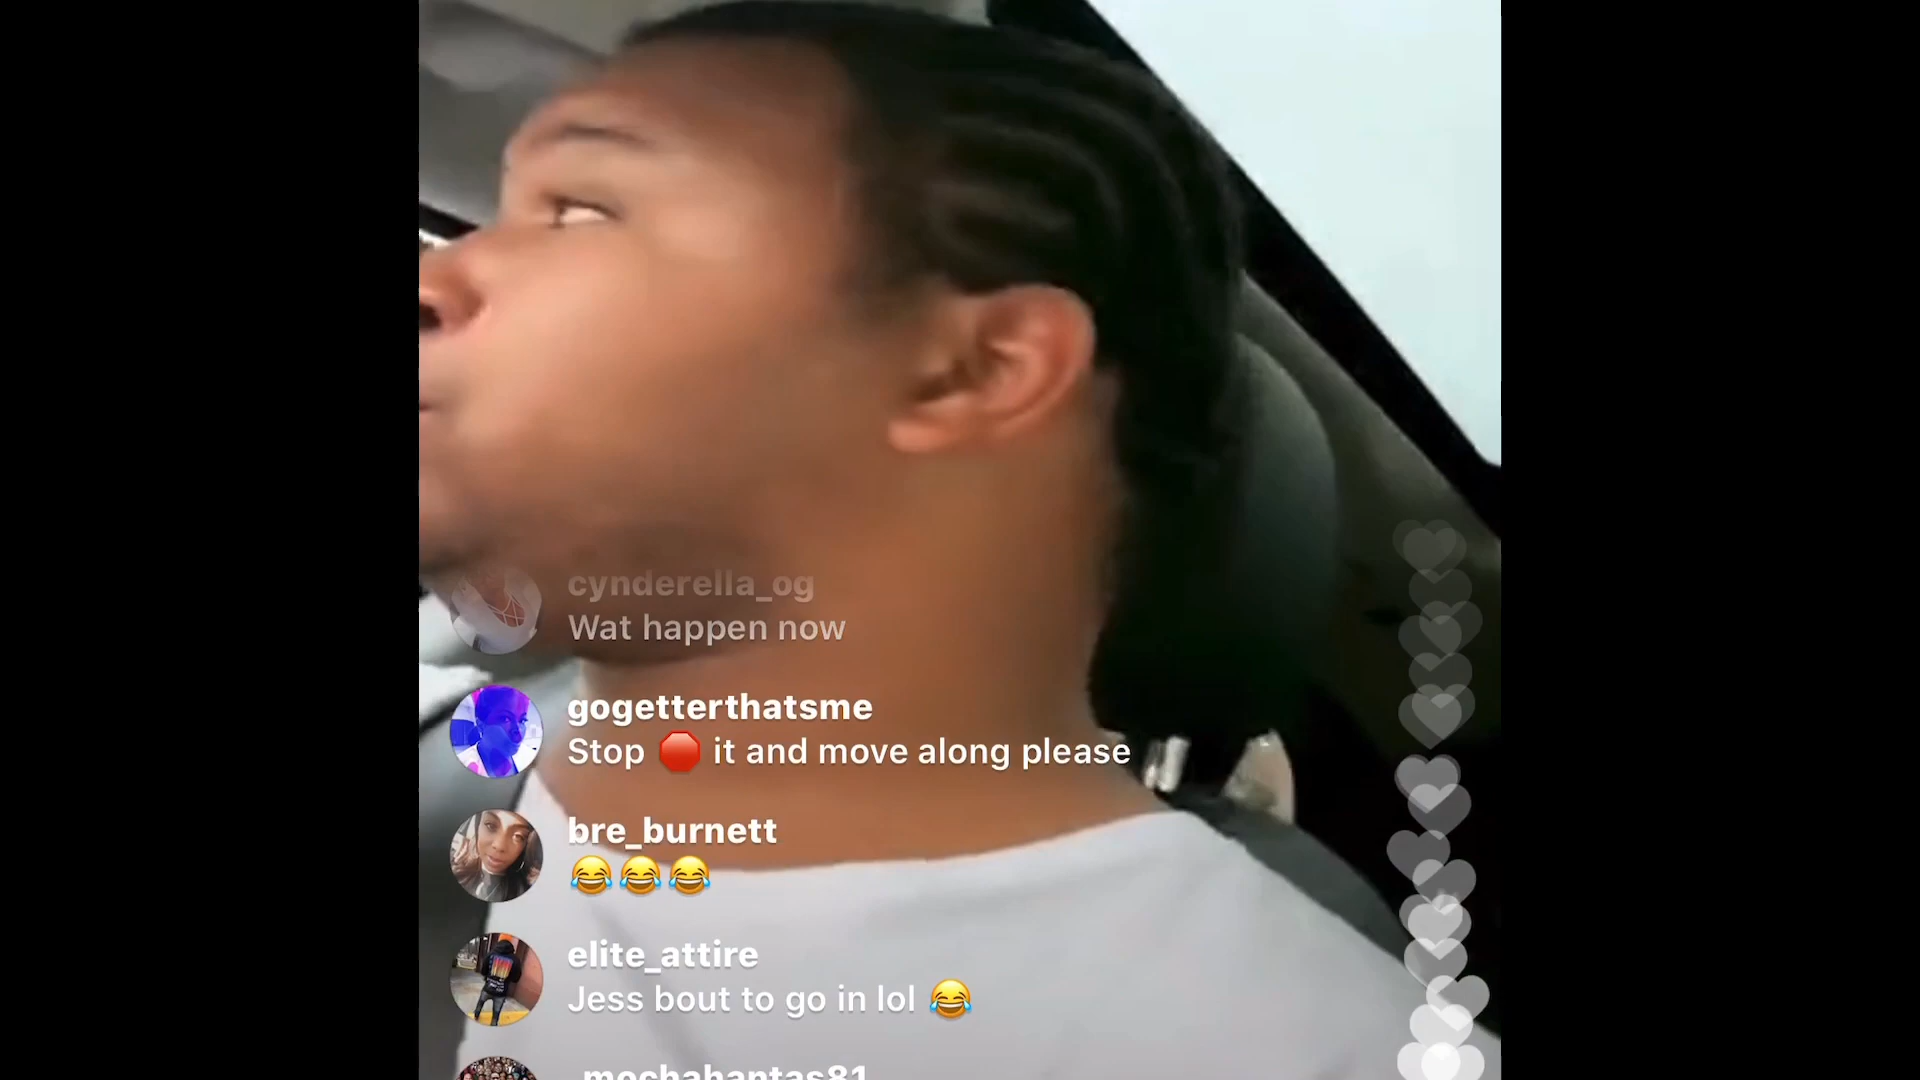 cynderella_og
Wat happen now
gogetterthatsme
Stop 🛑 it and move along please
bre_burnett
😂😂😂
elite_attire
Jess bout to go in lol 😂
_mochahantas81